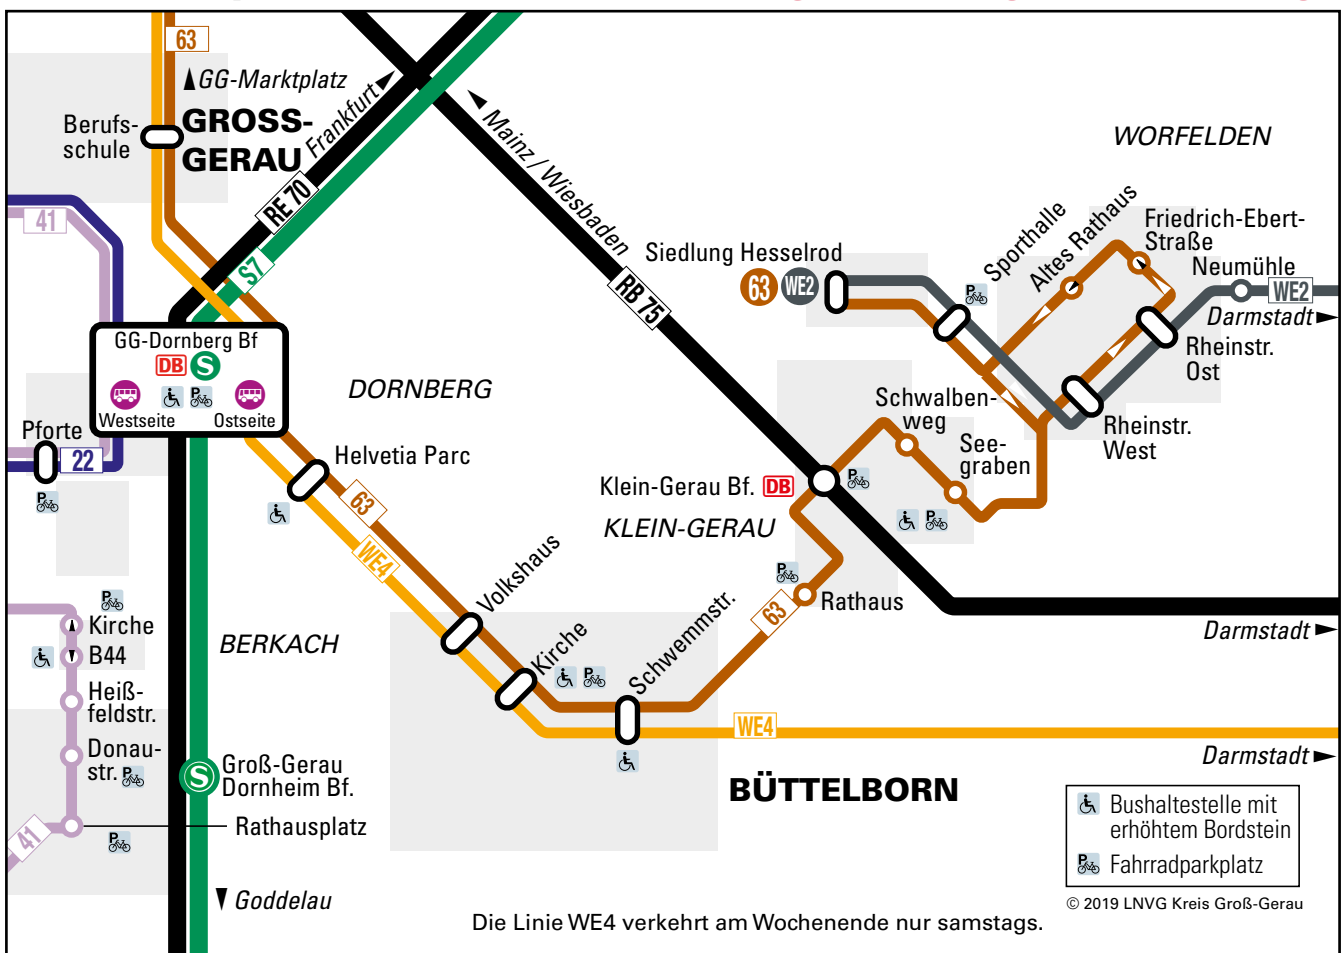 63
GG-Marktplatz
Berufs-
schule
GROSS-
GERAU
Frankfurt
Mainz / Wiesbaden
WORFELDEN
41
RE 70
S7
RB 75
Siedlung Hesselrod
63
WE2
Sporthalle
Altes Rathaus
Friedrich-Ebert-
Straße
Neumühle
WE2
Darmstadt
P
GG-Dornberg Bf
DB
S
P
Westseite
Ostseite
DORNBERG
Rheinstr.
Ost
Rheinstr.
West
Schwalben-
weg
See-
graben
Pforte
22
P
Helvetia Parc
63
WE4
Klein-Gerau Bf.
DB
P
KLEIN-GERAU
P
P
Rathaus
63
Volkshaus
Kirche
P
Schwemmstr.
P
Kirche
B44
Heiß-
feldstr.
Donau-
str.
P
BERKACH
Darmstadt
WE4
Darmstadt
S
Groß-Gerau
Dornheim Bf.
Rathausplatz
41
P
BÜTTELBORN
Goddelau
Bushaltestelle mit
erhöhtem Bordstein
P
Fahrradparkplatz
© 2019 LNVG Kreis Groß-Gerau
Die Linie WE4 verkehrt am Wochenende nur samstags.